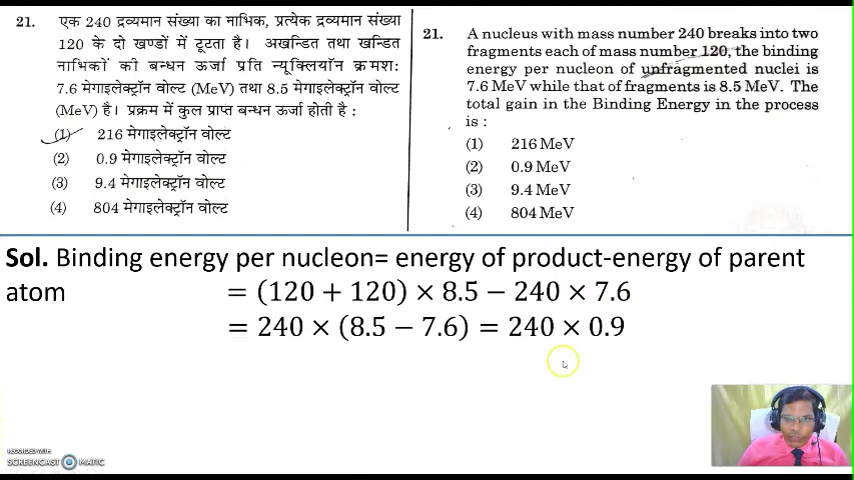 21. एक 240 द्रव्यमान संख्या का नाभिक, प्रत्येक द्रव्यमान संख्या
120 के दो खण्डों में टूटता है। अखन्डित तथा खन्डित
नाभिकों की बन्धन ऊर्जा प्रति न्यूक्लियॉन क्रमशः
7.6 मेगाइलेक्ट्रॉन वोल्ट (MeV) तथा 8.5 मेगाइलेक्ट्रॉन वोल्ट
(MeV) है। प्रक्रम में कुल प्राप्त बन्धन ऊर्जा होती है :
(1) 216 मेगाइलेक्ट्रॉन वोल्ट
(2) 0.9 मेगाइलेक्ट्रॉन वोल्ट
(3) 9.4 मेगाइलेक्ट्रॉन वोल्ट
(4) 804 मेगाइलेक्ट्रॉन वोल्ट
21. A nucleus with mass number 240 breaks into two
fragments each of mass number 120, the binding
energy per nucleon of unfragmented nuclei is
7.6 MeV while that of fragments is 8.5 MeV. The
total gain in the Binding Energy in the process
is :
(1) 216 MeV
(2) 0.9 MeV
(3) 9.4 MeV
(4) 804 MeV
Sol. Binding energy per nucleon= energy of product-energy of parent
atom = (120 + 120) × 8.5 − 240 × 7.6
= 240 × (8.5 − 7.6) = 240 × 0.9
RECORDED WITH
SCREENCAST MATIC